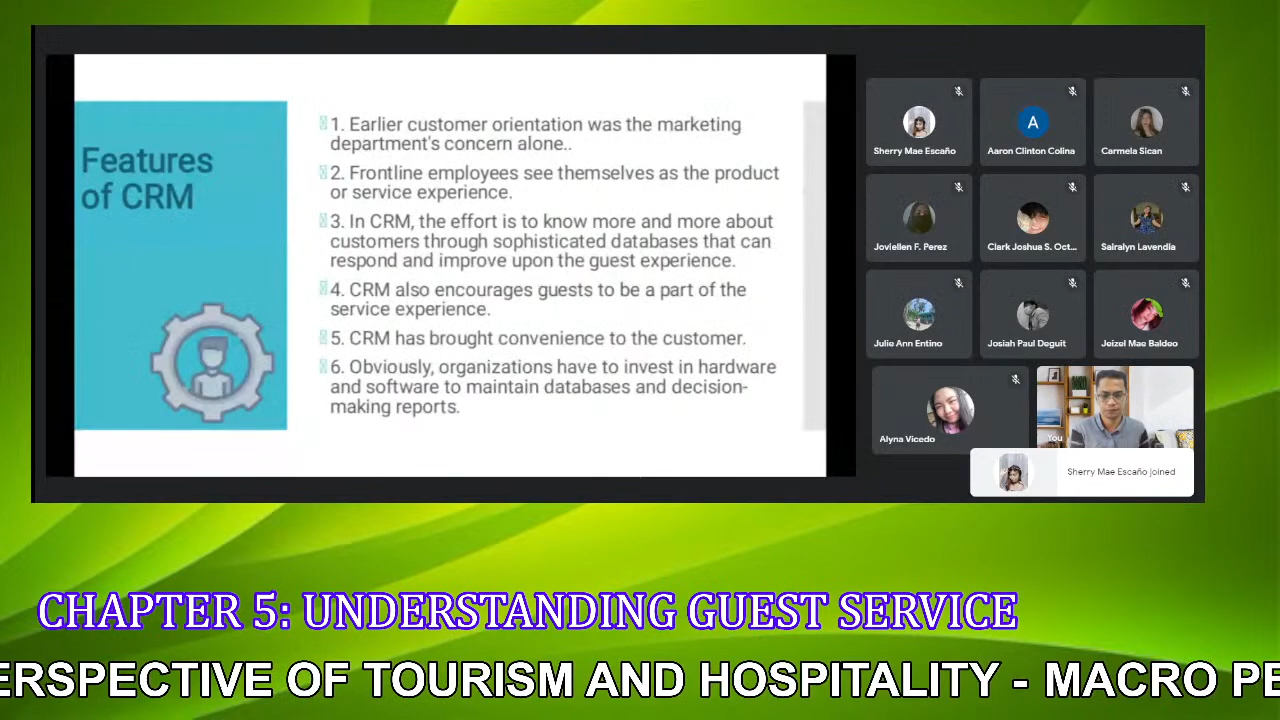 Features
of CRM
1. Earlier customer orientation was the marketing
department's concern alone..
2. Frontline employees see themselves as the product
or service experience.
3. In CRM, the effort is to know more and more about
customers through sophisticated databases that can
respond and improve upon the guest experience.
4. CRM also encourages guests to be a part of the
service experience.
5. CRM has brought convenience to the customer.
6. Obviously, organizations have to invest in hardware
and software to maintain databases and decision-
making reports.
Sherry Mae Escaño
A
Aaron Clinton Colina
Carmela Sican
Joviellen F. Perez
Clark Joshua S. Oct...
Sairalyn Lavendia
Julie Ann Entino
Josiah Paul Deguit
Jeizel Mae Baldeo
Alyna Vicedo
You
Sherry Mae Escaño joined
CHAPTER 5: UNDERSTANDING GUEST SERVICE
ERSPECTIVE OF TOURISM AND HOSPITALITY - MACRO PE